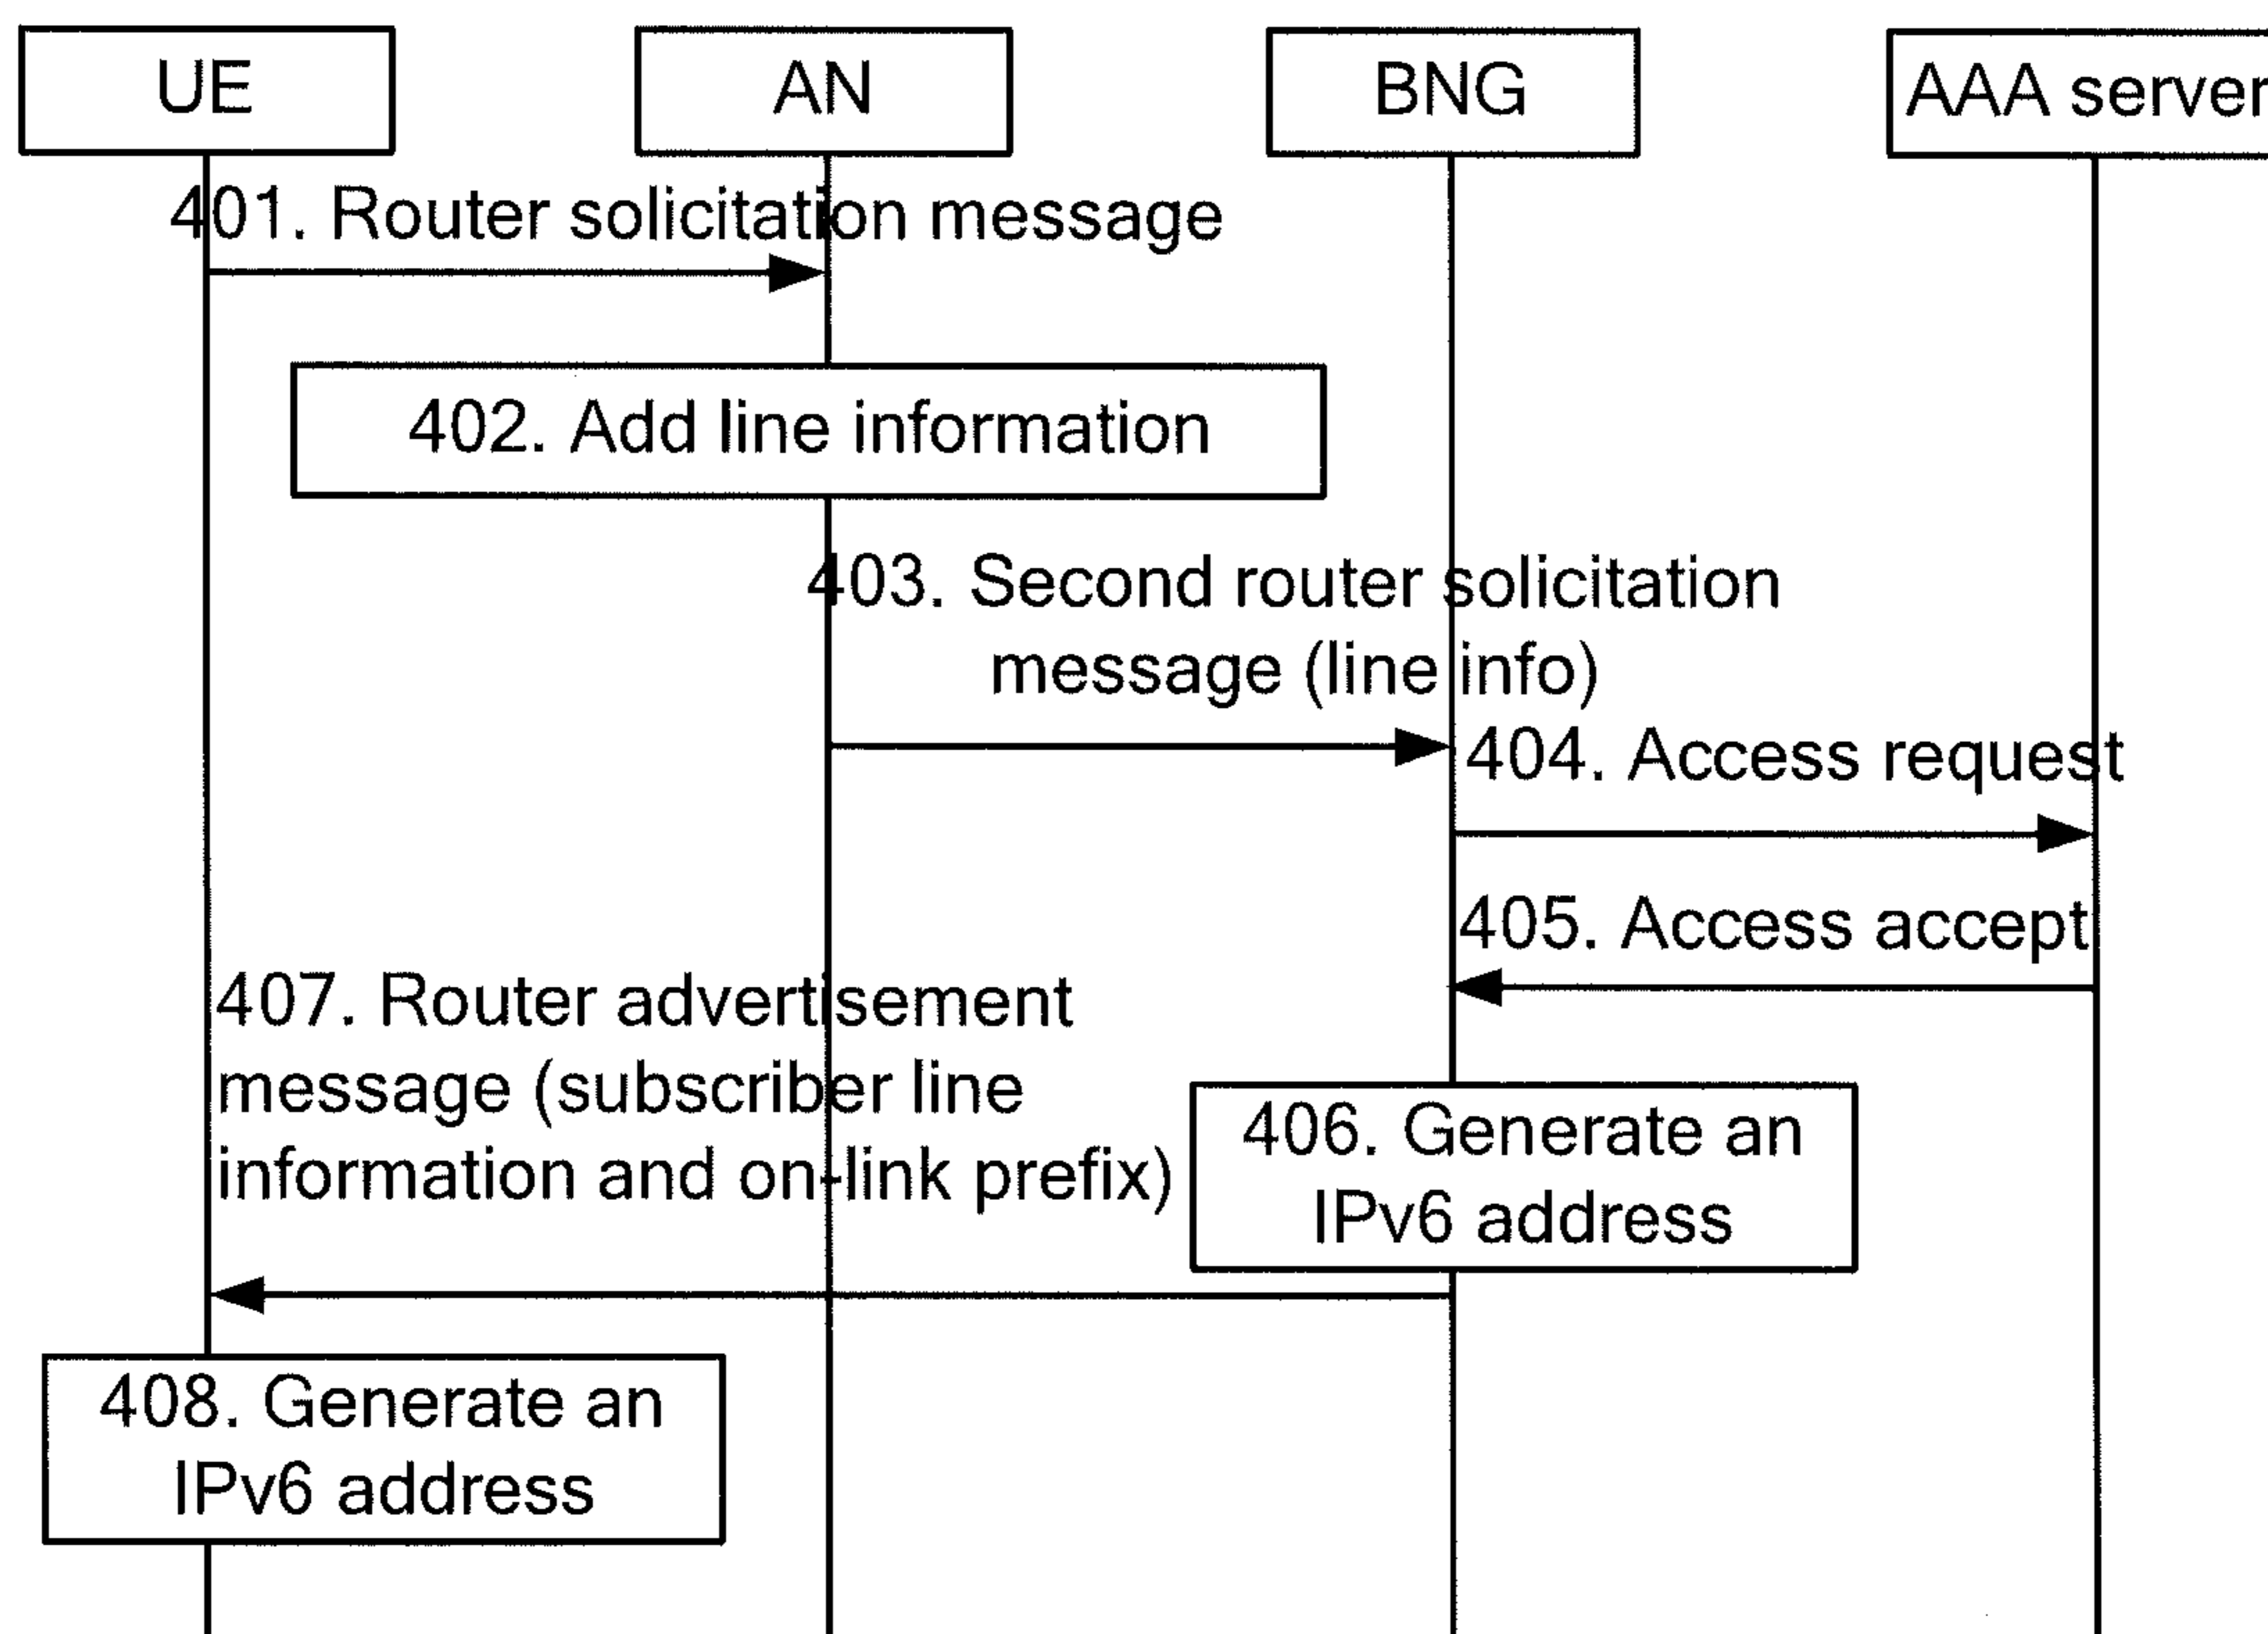 UE
AN
BNG
AAA server
401. Router solicitation message
402. Add line information
403. Second router solicitation
message (line info)
404. Access request
405. Access accept
407. Router advertisement
message (subscriber line
information and on-link prefix)
406. Generate an
IPv6 address
408. Generate an
IPv6 address